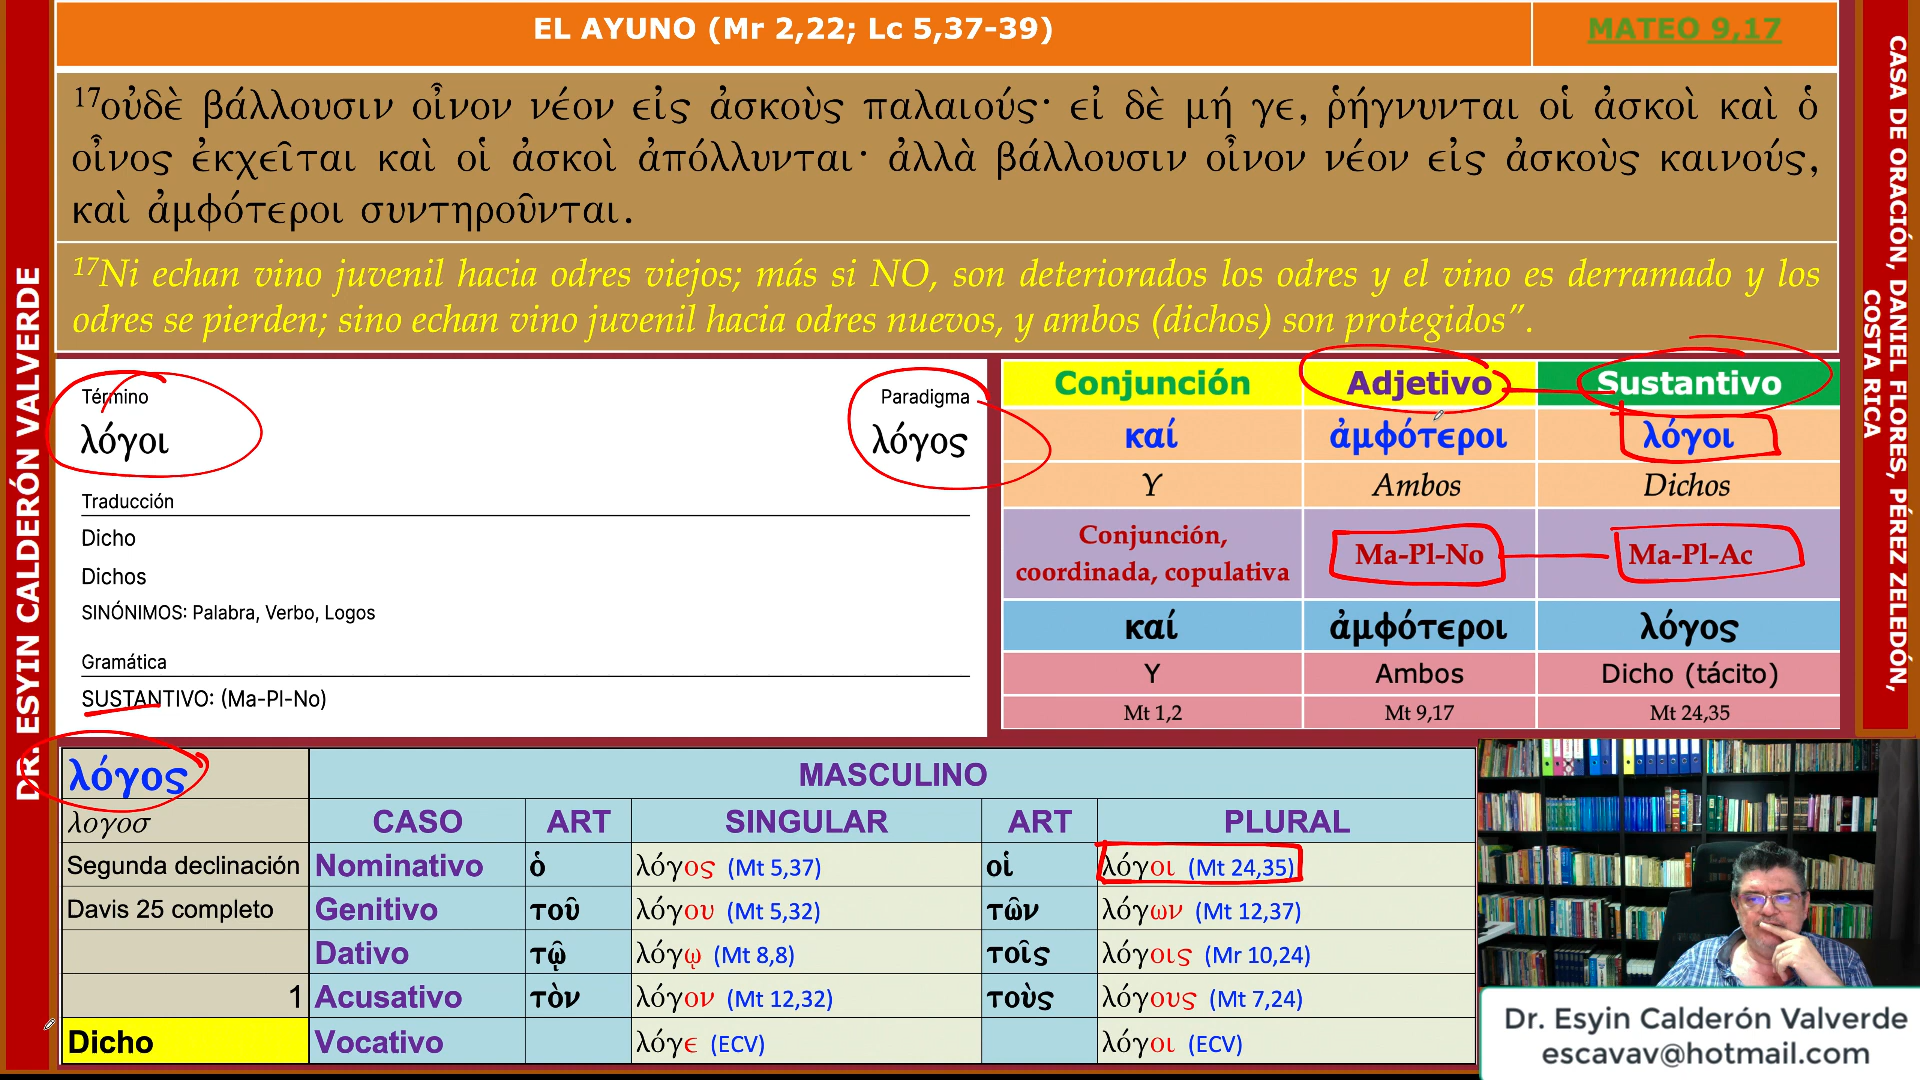 EL AYUNO (Mr 2,22; Lc 5,37-39)
MATEO 9,17
¹⁷οὐδὲ βάλλουσιν οἶνον νέον εἰς ἀσκοὺς παλαιούς· εἰ δὲ μή γε, ῥήγνυνται οἱ ἀσκοὶ καὶ ὁ
οἶνος ἐκχεῖται καὶ οἱ ἀσκοὶ ἀπόλλυνται· ἀλλὰ βάλλουσιν οἶνον νέον εἰς ἀσκοὺς καινούς,
καὶ ἀμφότεροι συντηροῦνται.
¹⁷Ni echan vino juvenil hacia odres viejos; más si NO, son deteriorados los odres y el vino es derramado y los
odres se pierden; sino echan vino juvenil hacia odres nuevos, y ambos (dichos) son protegidos”.
DR. ESYIN CALDERÓN VALVERDE
CASA DE ORACIÓN, DANIEL FLORES, PÉREZ ZELEDÓN,
COSTA RICA
Término
Paradigma
λόγοι
λόγος
Traducción
Dicho
Dichos
SINÓNIMOS: Palabra, Verbo, Logos
Gramática
SUSTANTIVO: (Ma-Pl-No)
Conjunción Adjetivo Sustantivo
καί ἀμφότεροι λόγοι
Y Ambos Dichos
Conjunción,
coordinada, copulativa
Ma-Pl-No Ma-Pl-Ac
καί ἀμφότεροι λόγος
Y Ambos Dicho (tácito)
Mt 1,2 Mt 9,17 Mt 24,35
λόγος MASCULINO
λογοσ CASO ART SINGULAR ART PLURAL
Segunda declinación Nominativo ὁ λόγος (Mt 5,37) οἱ λόγοι (Mt 24,35)
Davis 25 completo Genitivo τοῦ λόγου (Mt 5,32) τῶν λόγων (Mt 12,37)
Dativo τῷ λόγῳ (Mt 8,8) τοῖς λόγοις (Mr 10,24)
1 Acusativo τὸν λόγον (Mt 12,32) τοὺς λόγους (Mt 7,24)
Dicho Vocativo λόγε (ECV) λόγοι (ECV)
Dr. Esyin Calderón Valverde
escavav@hotmail.com